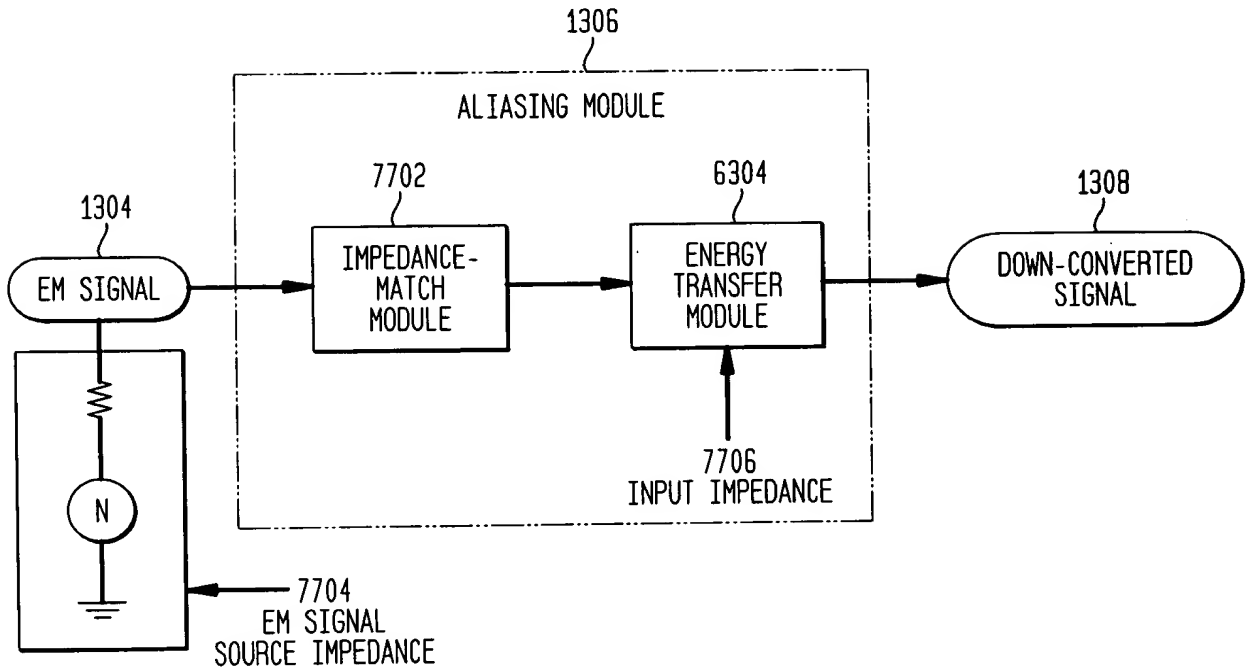 1306
ALIASING MODULE
7702
6304
1304
1308
EM SIGNAL
IMPEDANCE-
MATCH
MODULE
ENERGY
TRANSFER
MODULE
DOWN-CONVERTED
SIGNAL
7706
INPUT IMPEDANCE
N
7704
EM SIGNAL
SOURCE IMPEDANCE